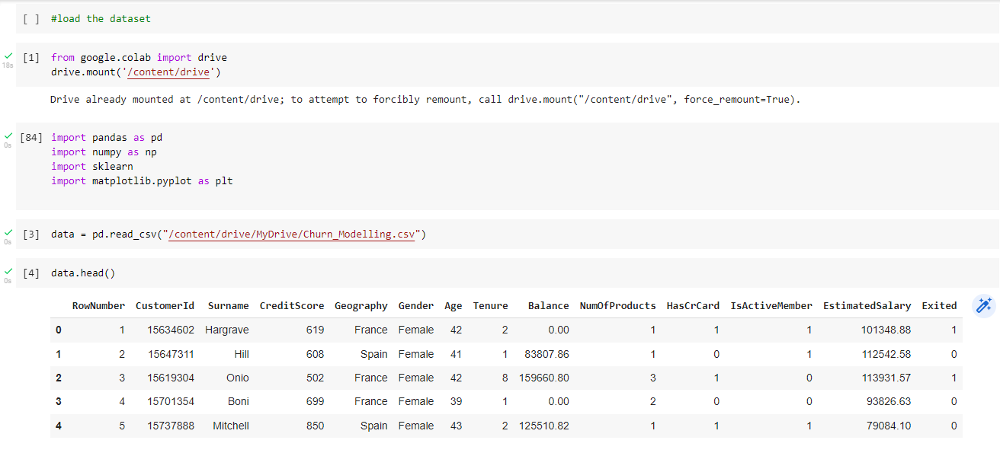 [ ] #load the dataset
[1] from google.colab import drive
18s
drive.mount('/content/drive')
Drive already mounted at /content/drive; to attempt to forcibly remount, call drive.mount("/content/drive", force_remount=True).
[84] import pandas as pd
0s
import numpy as np
import sklearn
import matplotlib.pyplot as plt
[3] data = pd.read_csv("/content/drive/MyDrive/Churn_Modelling.csv")
0s
[4] data.head()
0s
RowNumber CustomerId Surname CreditScore Geography Gender Age Tenure Balance NumOfProducts HasCrCard IsActiveMember EstimatedSalary Exited
0 1 15634602 Hargrave 619 France Female 42 2 0.00 1 1 1 101348.88 1
1 2 15647311 Hill 608 Spain Female 41 1 83807.86 1 0 1 112542.58 0
2 3 15619304 Onio 502 France Female 42 8 159660.80 3 1 0 113931.57 1
3 4 15701354 Boni 699 France Female 39 1 0.00 2 0 0 93826.63 0
4 5 15737888 Mitchell 850 Spain Female 43 2 125510.82 1 1 1 79084.10 0